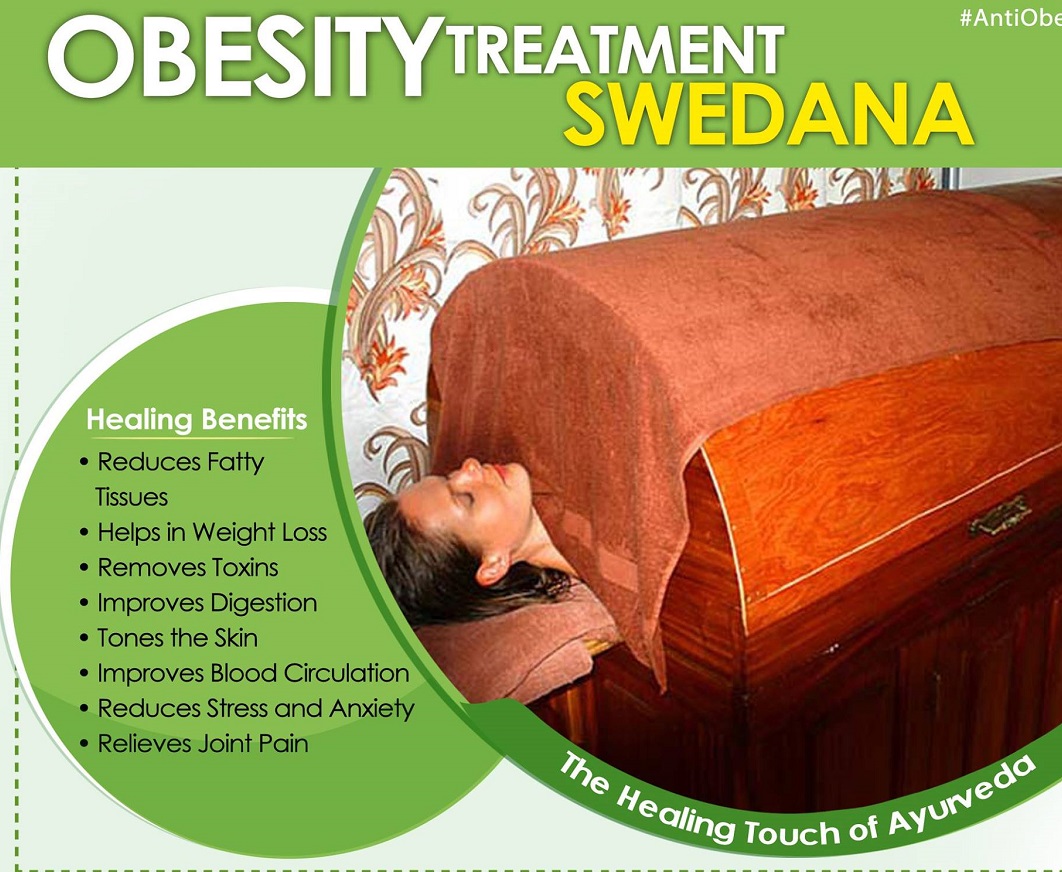 #AntiObe
OBESITY TREATMENT
SWEDANA
Healing Benefits
• Reduces Fatty
Tissues
• Helps in Weight Loss
• Removes Toxins
• Improves Digestion
• Tones the Skin
• Improves Blood Circulation
• Reduces Stress and Anxiety
• Relieves Joint Pain
The Healing Touch of Ayurveda